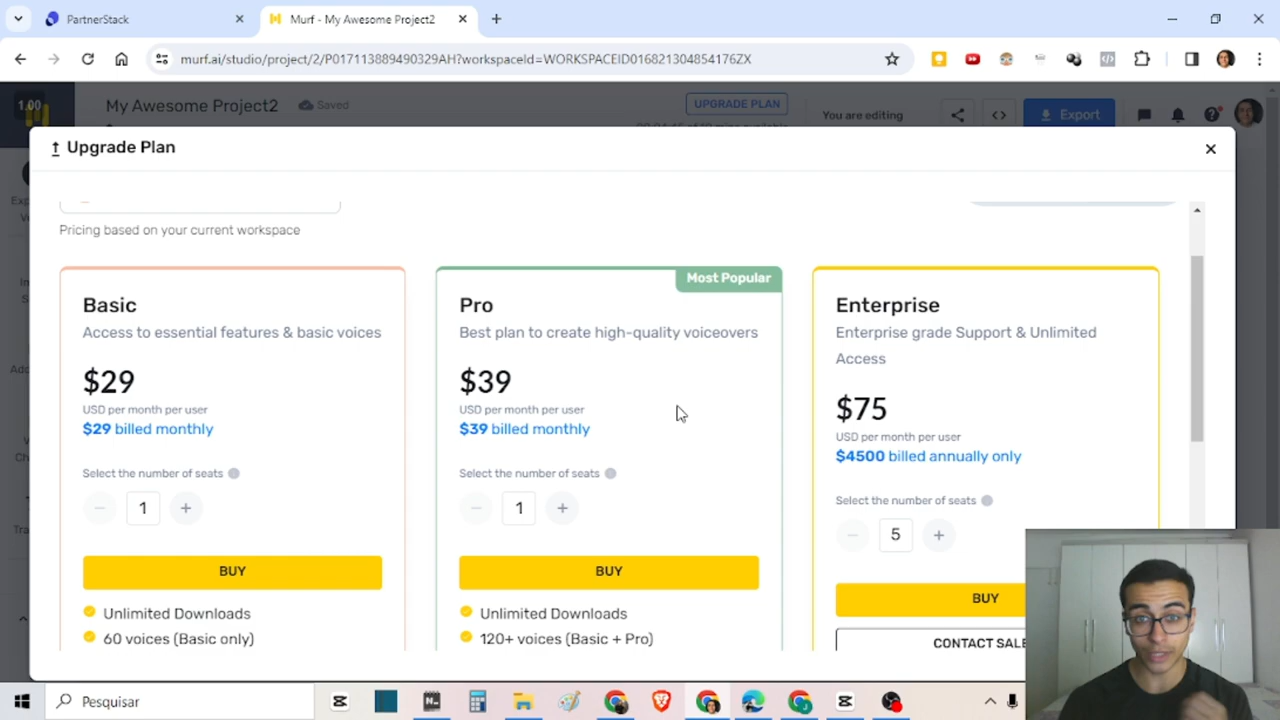 PartnerStack
Murf - My Awesome Project2
murf.ai/studio/project/2/P017113889490329AH?workspaceId=WORKSPACEID016821304854176ZX
1.00
My Awesome Project2
Saved
UPGRADE PLAN
You are editing
Export
Upgrade Plan
Pricing based on your current workspace
Basic
Access to essential features & basic voices
$29
USD per month per user
$29 billed monthly
Select the number of seats
1
BUY
Unlimited Downloads
60 voices (Basic only)
Most Popular
Pro
Best plan to create high-quality voiceovers
$39
USD per month per user
$39 billed monthly
Select the number of seats
1
BUY
Unlimited Downloads
120+ voices (Basic + Pro)
Enterprise
Enterprise grade Support & Unlimited
Access
$75
USD per month per user
$4500 billed annually only
Select the number of seats
5
BUY
CONTACT SALE
Pesquisar